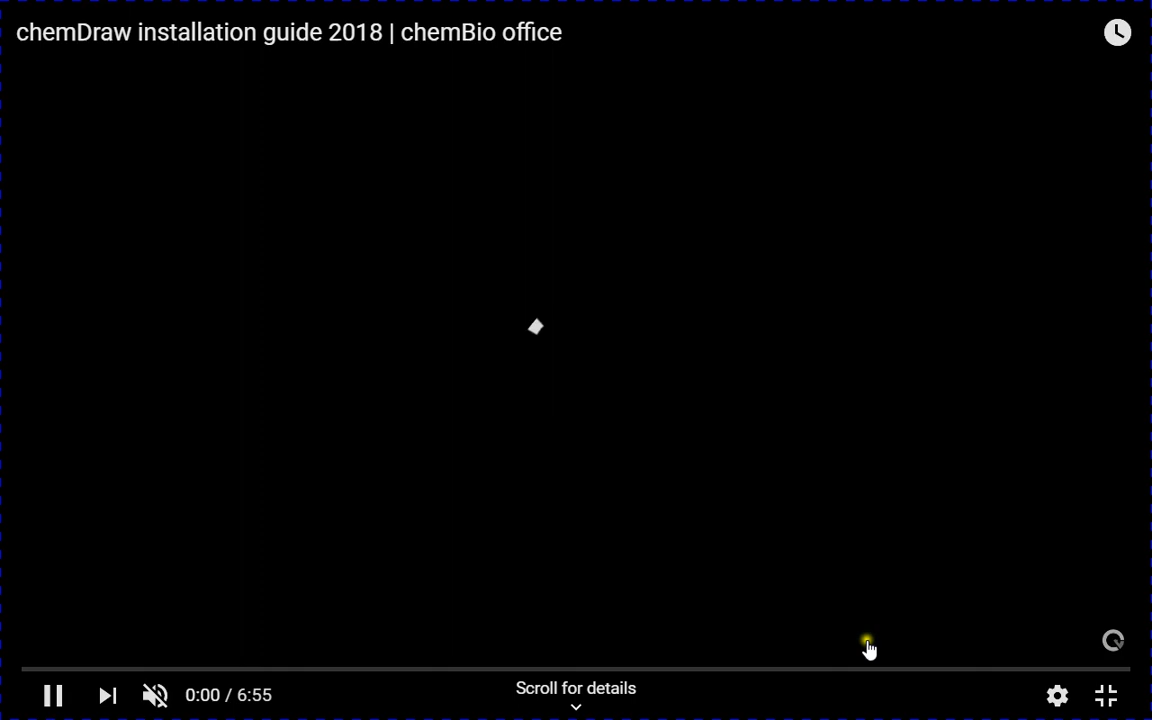 chemDraw installation guide 2018 | chemBio office
Scroll for details
0:00 / 6:55